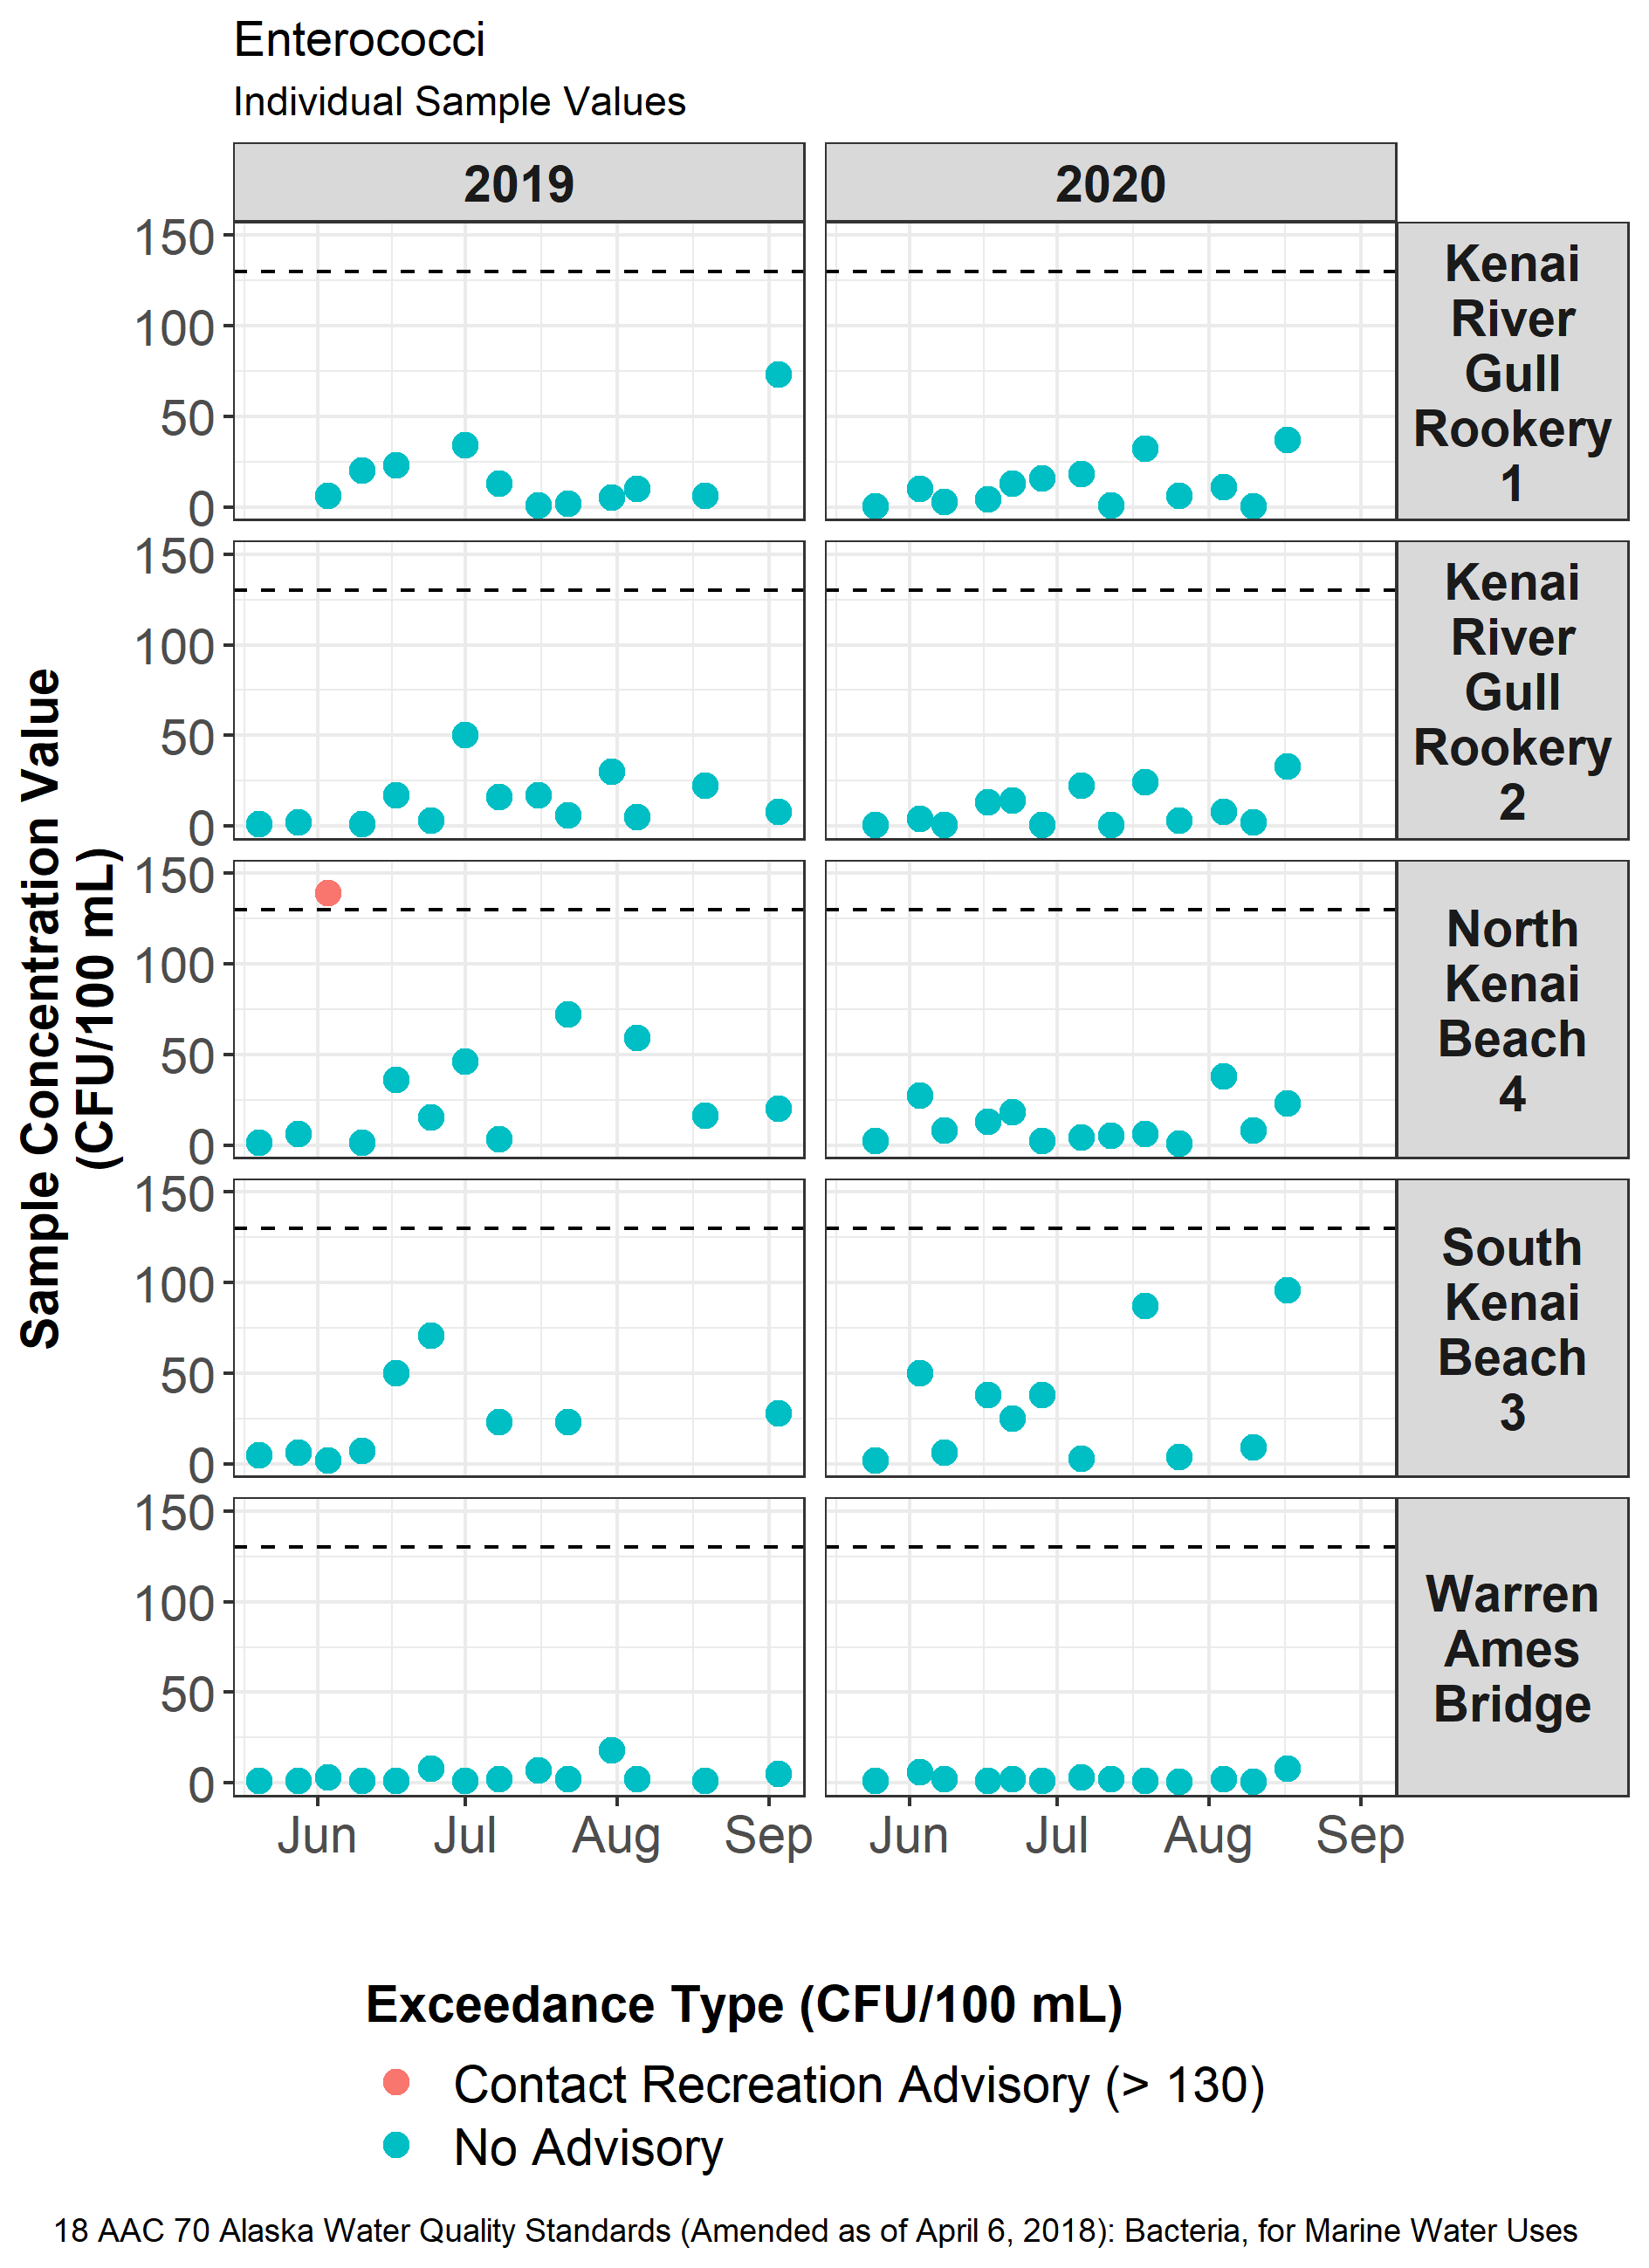 Enterococci
Individual Sample Values
2019
2020
150
100
50
0
Kenai
River
Gull
Rookery
1
150
100
50
0
Kenai
River
Gull
Rookery
2
Sample Concentration Value
(CFU/100 mL)
150
100
50
0
North
Kenai
Beach
4
150
100
50
0
South
Kenai
Beach
3
150
100
50
0
Warren
Ames
Bridge
Jun Jul Aug Sep Jun Jul Aug Sep
Exceedance Type (CFU/100 mL)
Contact Recreation Advisory (> 130)
No Advisory
18 AAC 70 Alaska Water Quality Standards (Amended as of April 6, 2018): Bacteria, for Marine Water Uses